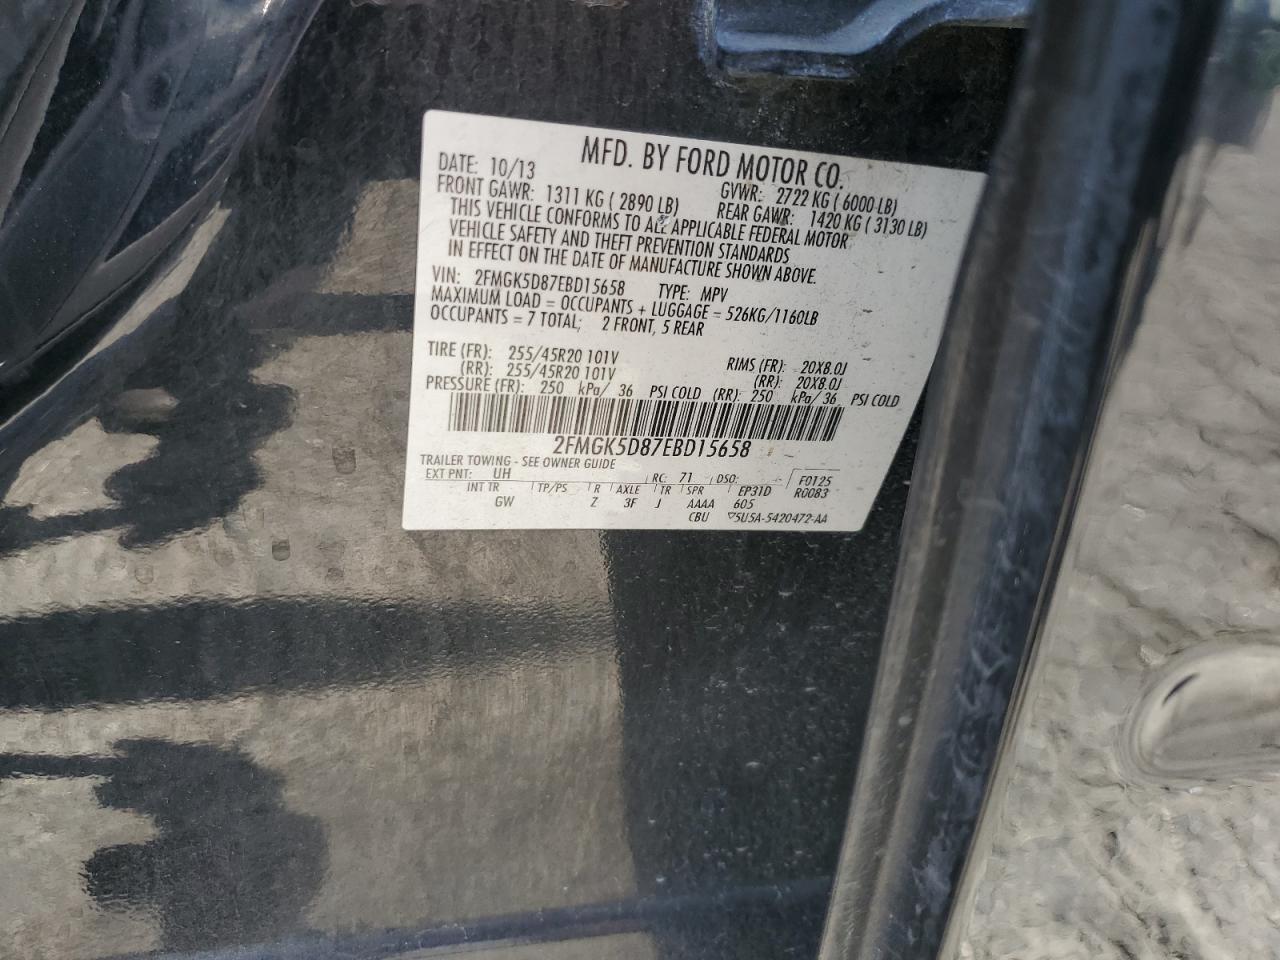 MFD. BY FORD MOTOR CO.
DATE: 10/13 GVWR: 2722 KG ( 6000 LB)
FRONT GAWR: 1311 KG ( 2890 LB) REAR GAWR: 1420 KG ( 3130 LB)
THIS VEHICLE CONFORMS TO ALL APPLICABLE FEDERAL MOTOR
VEHICLE SAFETY AND THEFT PREVENTION STANDARDS
IN EFFECT ON THE DATE OF MANUFACTURE SHOWN ABOVE.
VIN: 2FMGK5D87EBD15658 TYPE: MPV
MAXIMUM LOAD = OCCUPANTS + LUGGAGE = 526KG/1160LB
OCCUPANTS = 7 TOTAL; 2 FRONT, 5 REAR
TIRE (FR): 255/45R20 101V RIMS (FR): 20X8.0J
(RR): 255/45R20 101V (RR): 20X8.0J
PRESSURE (FR): 250 kPa/ 36 PSI COLD (RR): 250 kPa/36 PSI COLD
2FMGK5D87EBD15658
TRAILER TOWING - SEE OWNER GUIDE
EXT PNT: UH RC: 71 DSO: F0125
INT TR TP/PS R AXLE TR SPR EP31D R0083
GW Z 3F J AAAA 605
CBU 5U5A-5420472-AA